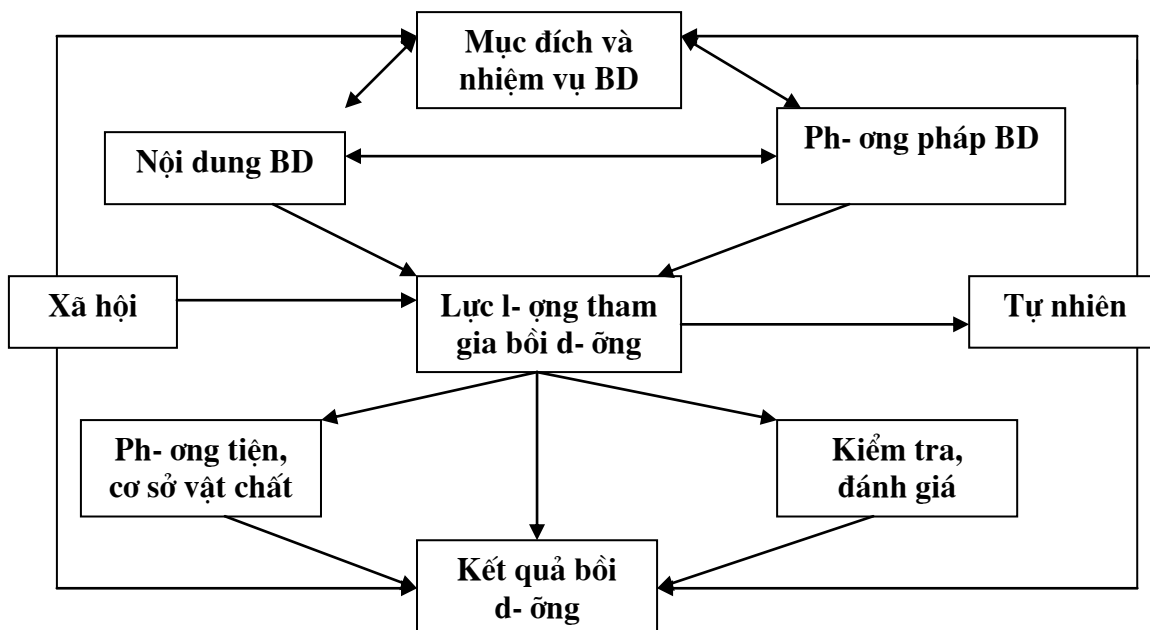 Mục đích và
nhiệm vụ BD
Nội dung BD
Ph- ơng pháp BD
Xã hội
Lực l- ợng tham
gia bồi d- ỡng
Tự nhiên
Ph- ơng tiện,
cơ sở vật chất
Kiểm tra,
đánh giá
Kết quả bồi
d- ỡng